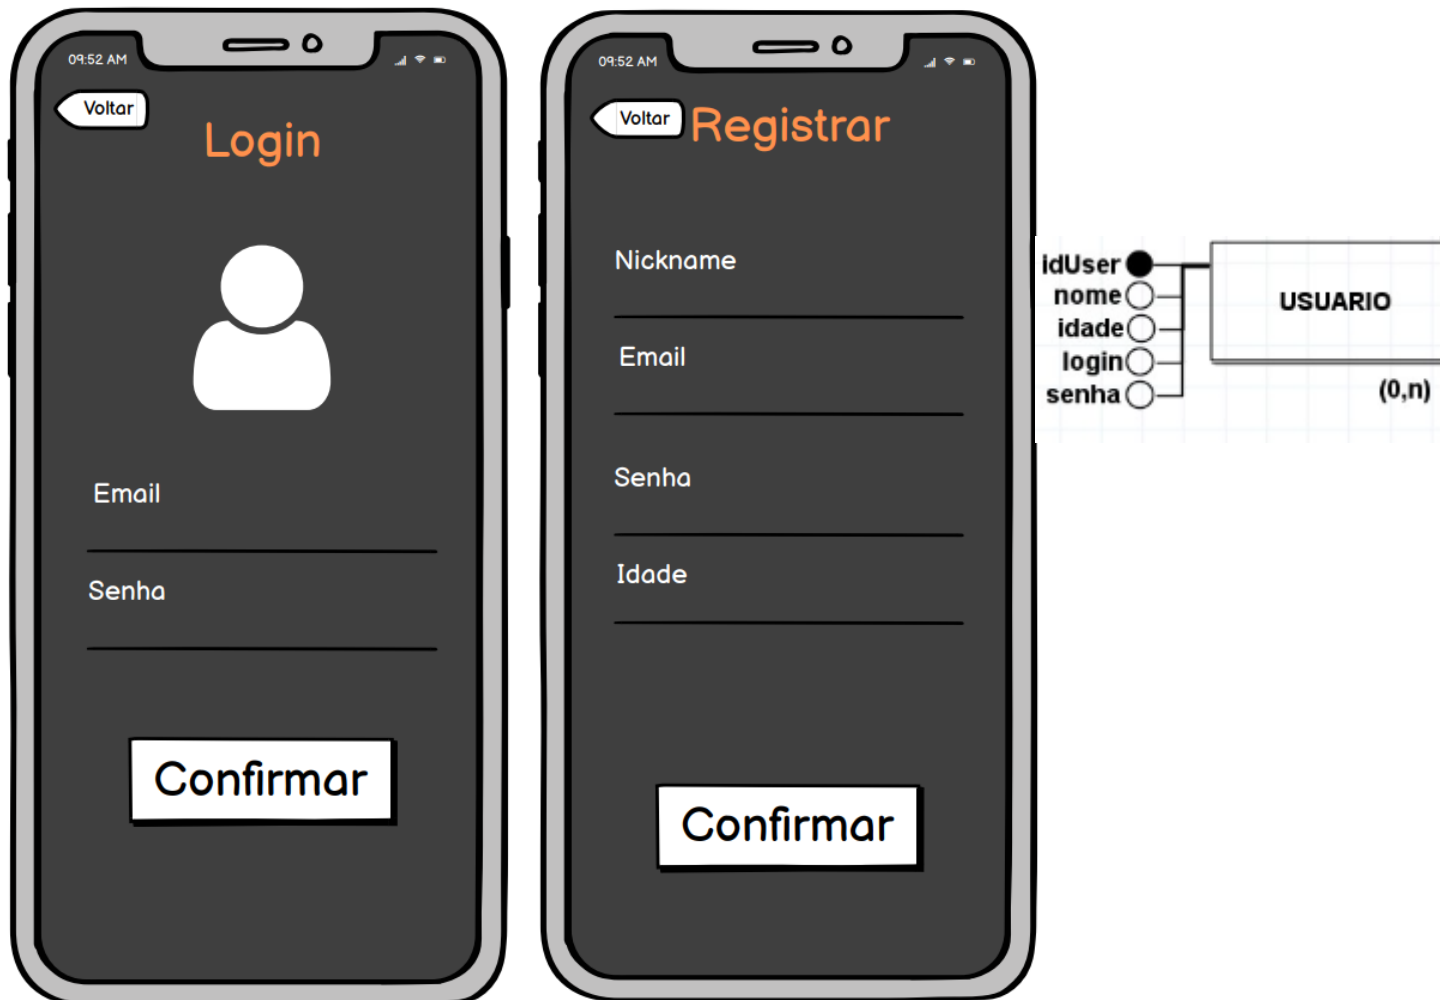 09:52 AM
Voltar
Login
Email
Senha
Confirmar
09:52 AM
Voltar
Registrar
Nickname
Email
Senha
Idade
Confirmar
idUser
nome
idade
login
senha
USUARIO
(0,n)